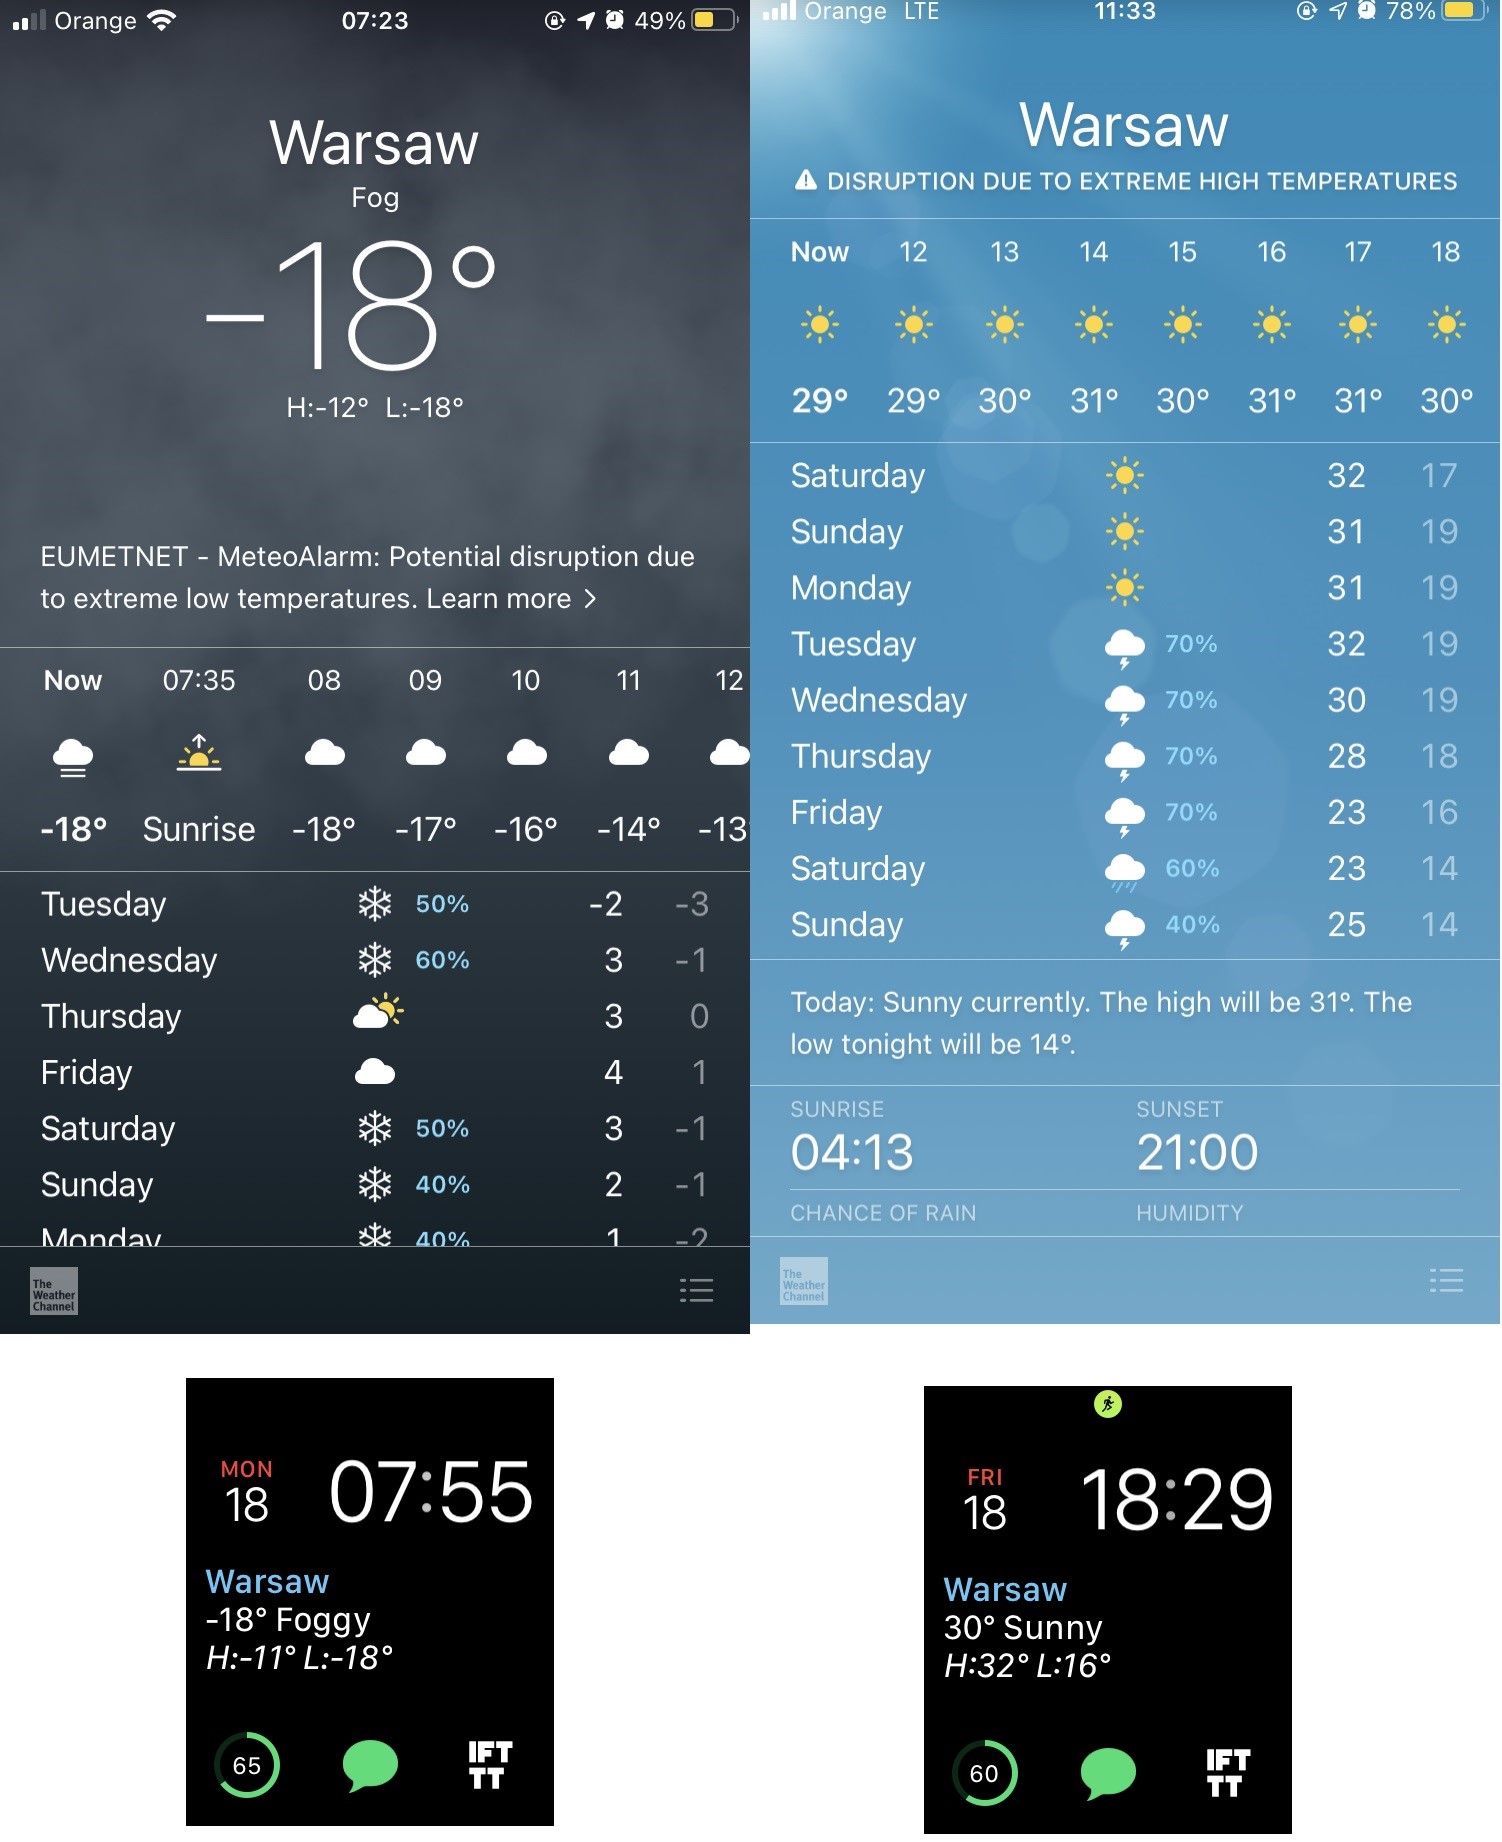 Orange 07:23 49%
Warsaw
Fog
-18°
H:-12° L:-18°
EUMETNET - MeteoAlarm: Potential disruption due
to extreme low temperatures. Learn more >
Now 07:35 08 09 10 11 12
-18° Sunrise -18° -17° -16° -14° -13°
Tuesday 50% -2 -3
Wednesday 60% 3 -1
Thursday 3 0
Friday 4 1
Saturday 50% 3 -1
Sunday 40% 2 -1
Monday 40% 1 -2
The
Weather
Channel
Orange LTE 11:33 78%
Warsaw
DISRUPTION DUE TO EXTREME HIGH TEMPERATURES
Now 12 13 14 15 16 17 18
29° 29° 30° 31° 30° 31° 31° 30°
Saturday 32 17
Sunday 31 19
Monday 31 19
Tuesday 70% 32 19
Wednesday 70% 30 19
Thursday 70% 28 18
Friday 70% 23 16
Saturday 60% 23 14
Sunday 40% 25 14
Today: Sunny currently. The high will be 31°. The
low tonight will be 14°.
SUNRISE SUNSET
04:13 21:00
CHANCE OF RAIN HUMIDITY
The
Weather
Channel
MON
18 07:55
Warsaw
-18° Foggy
H:-11° L:-18°
65 IFT
TT
FRI
18 18:29
Warsaw
30° Sunny
H:32° L:16°
60 IFT
TT